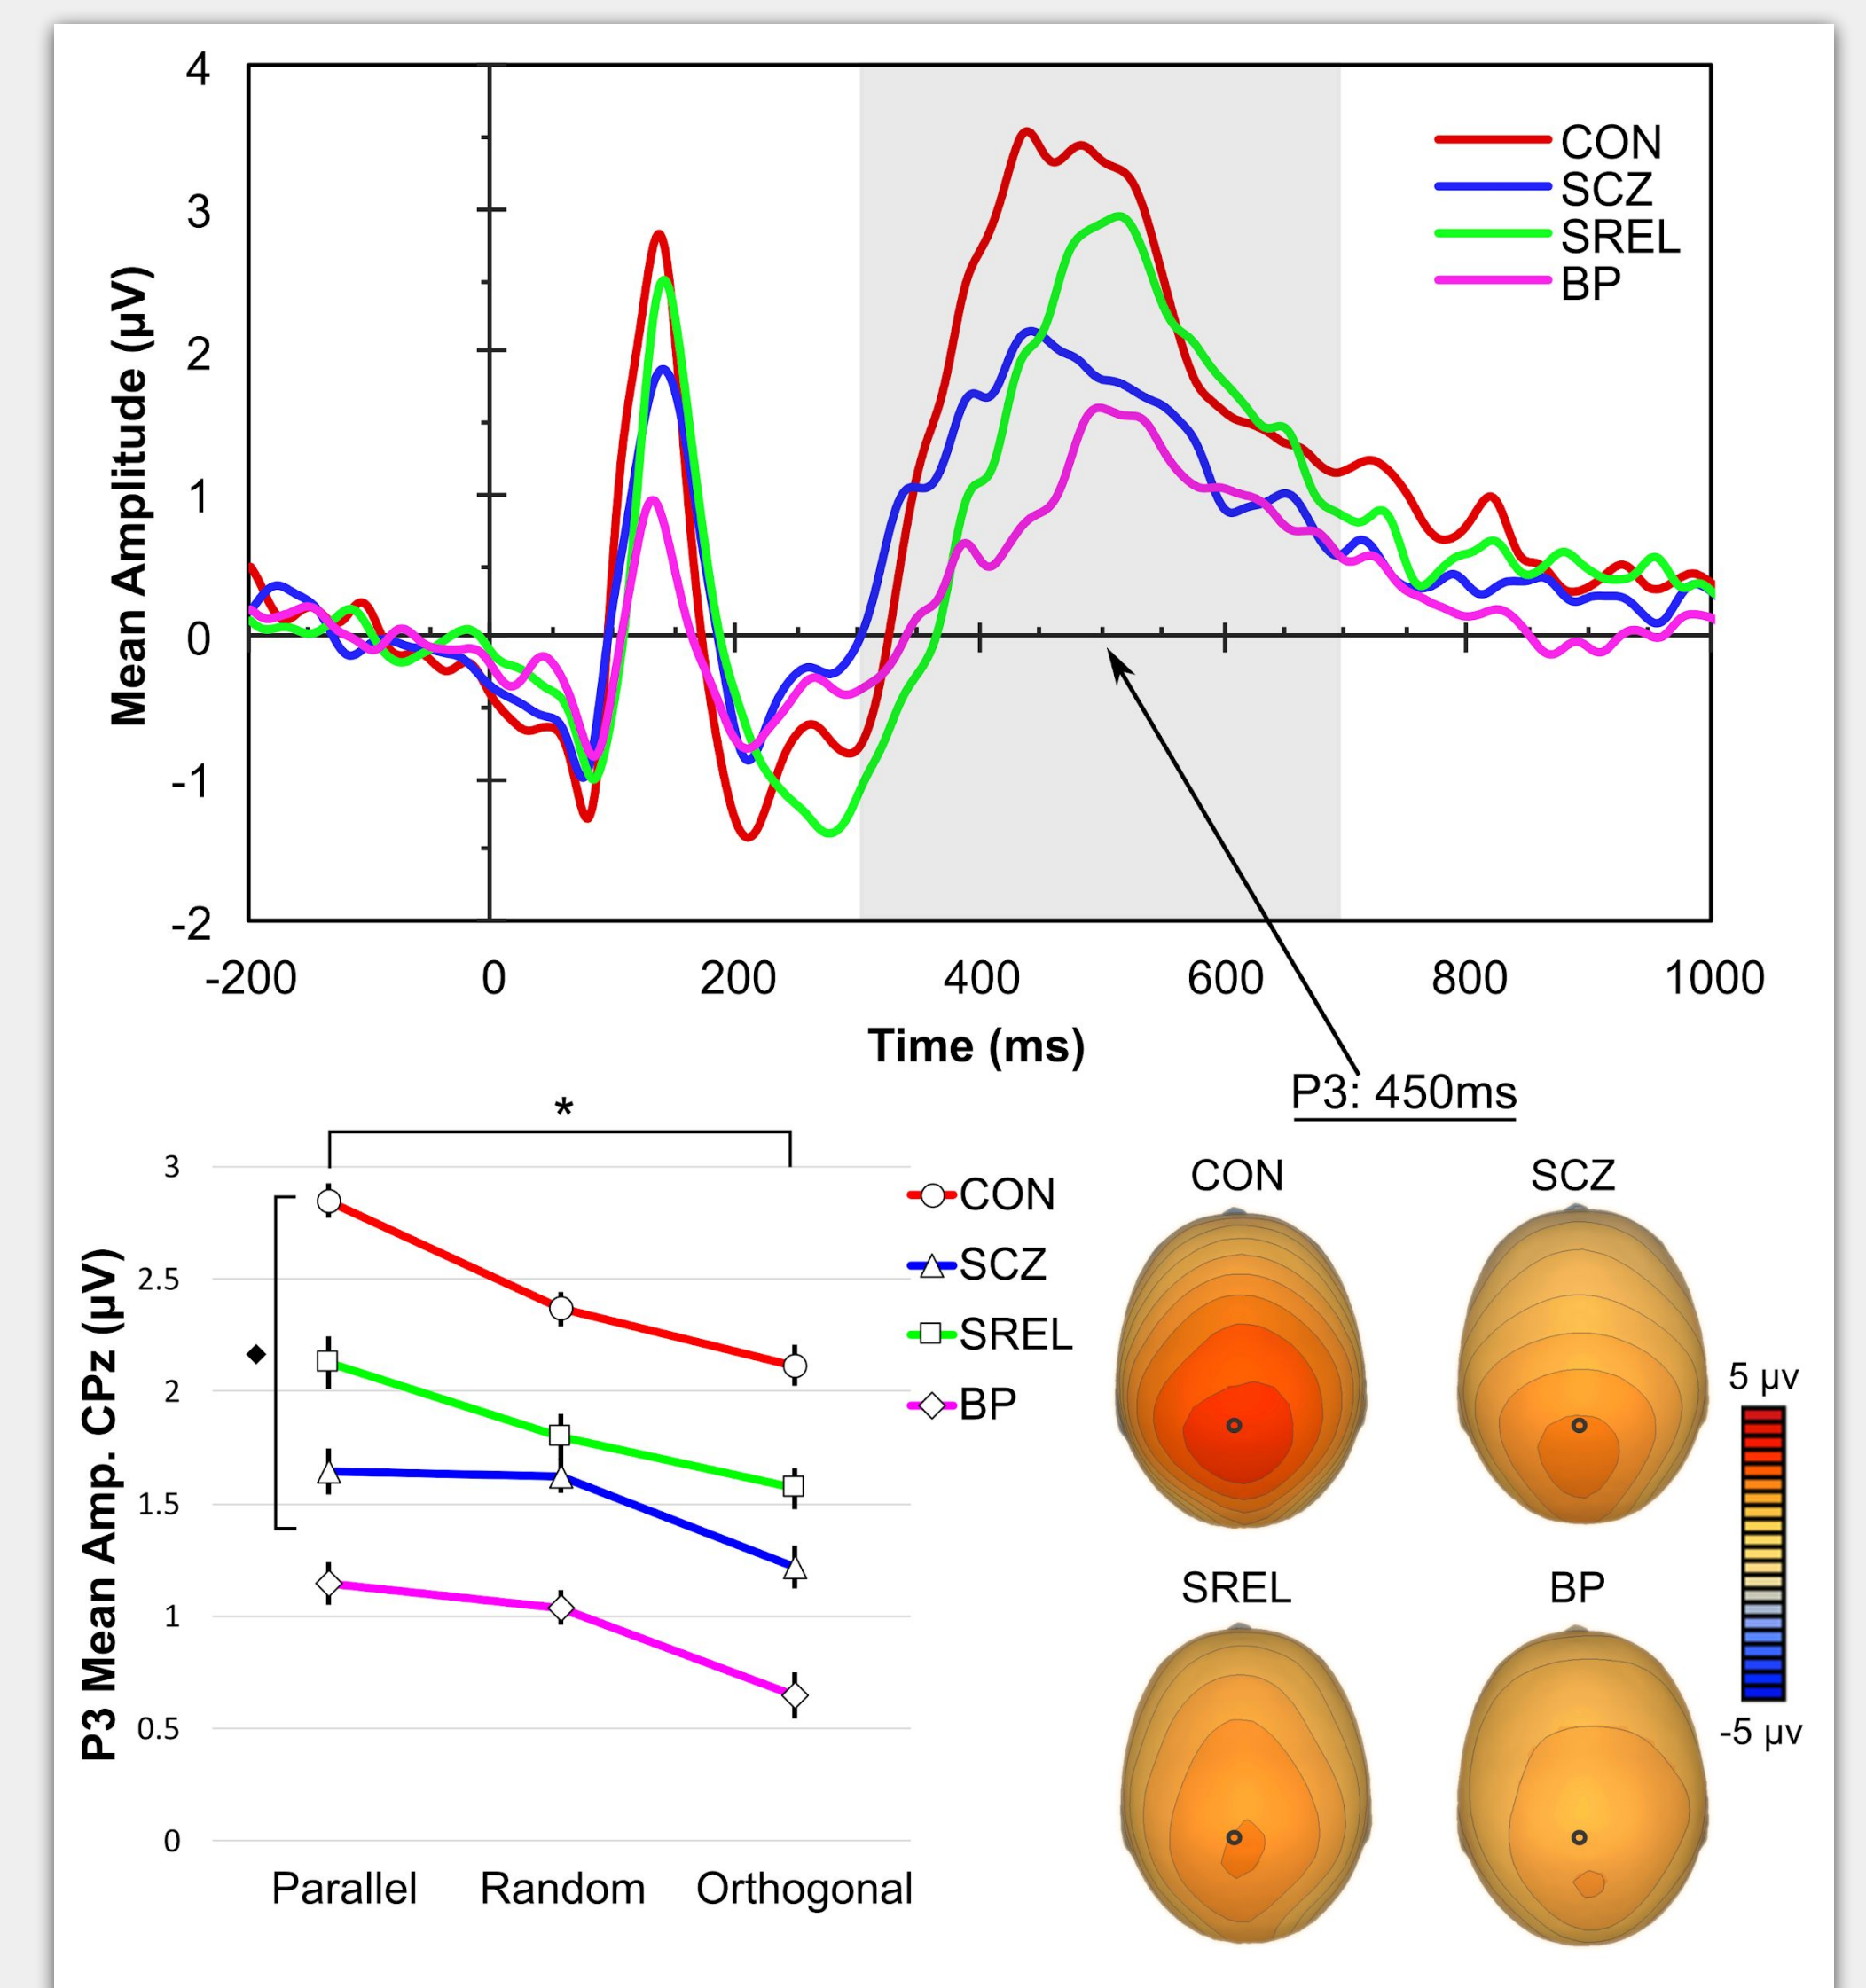 Mean Amplitude (µV)
4
3
2
1
0
-1
-2
CON
SCZ
SREL
BP
-200 0 200 400 600 800 1000
Time (ms)
P3: 450ms
*
P3 Mean Amp. CPz (µV)
3
2.5
2
1.5
1
0.5
0
◆
CON
SCZ
SREL
BP
Parallel Random Orthogonal
CON SCZ
SREL BP
5 µv
-5 µv